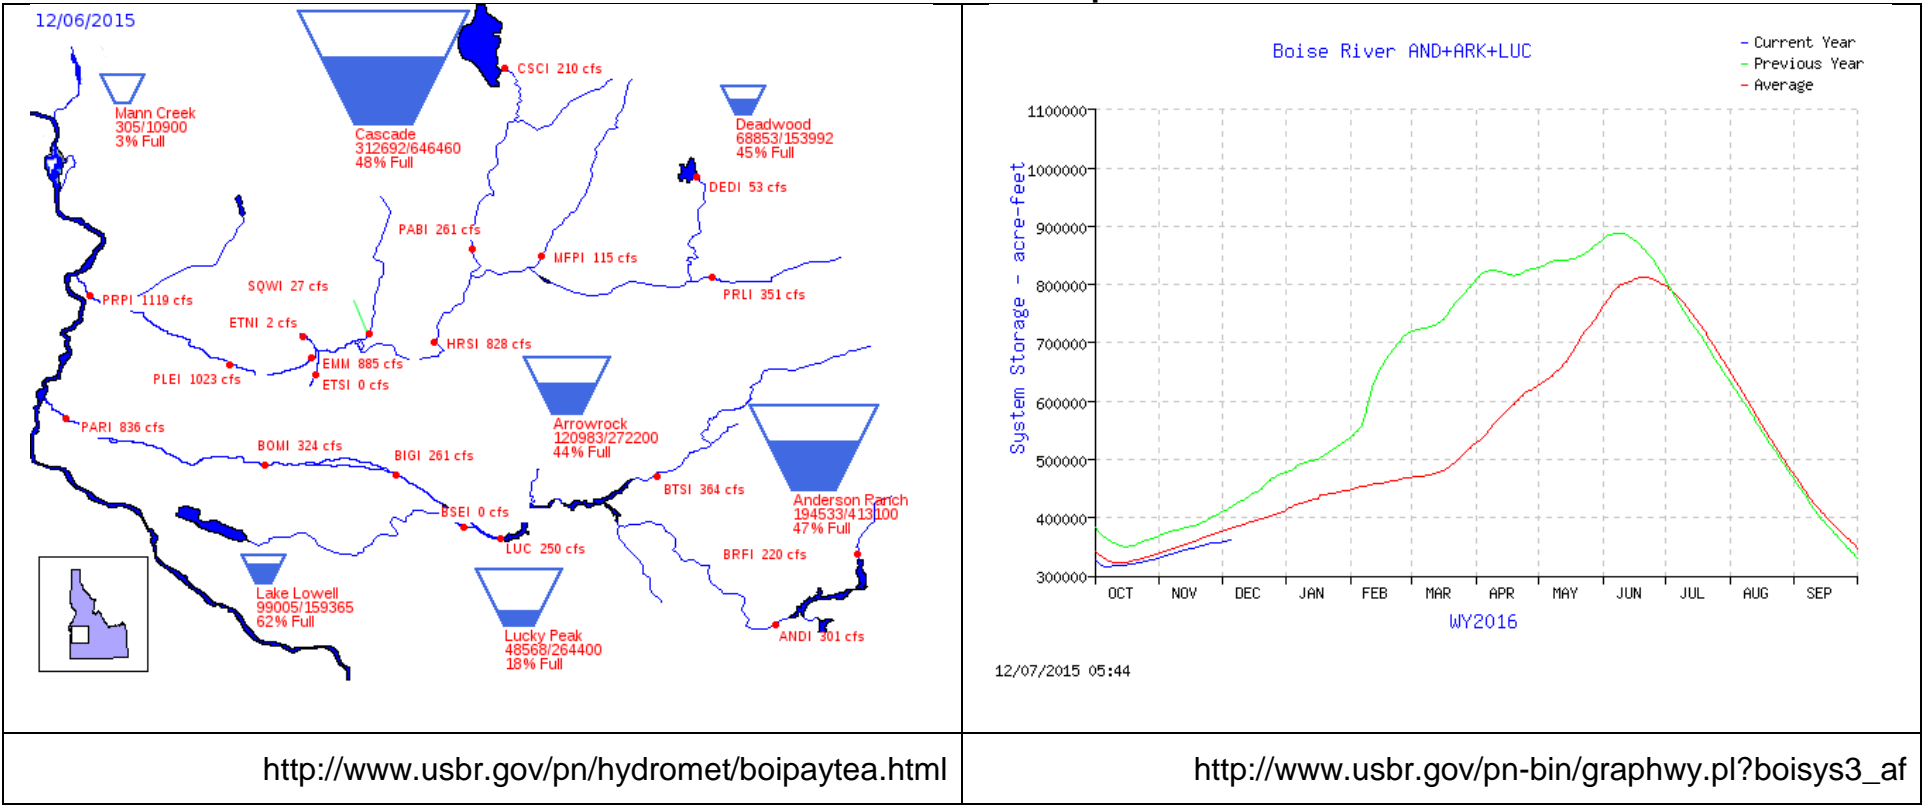 12/06/2015
Mann Creek
305/10900
3% Full
Cascade
312692/646460
48% Full
CSCI 210 cfs
Deadwood
68853/153992
45% Full
DEDI 53 cfs
PABI 261 cfs
MFPI 115 cfs
PRLI 351 cfs
SQWI 27 cfs
PRPI 1119 cfs
ETNI 2 cfs
HRSI 828 cfs
EMM 885 cfs
PLEI 1023 cfs
ETSI 0 cfs
Arrowrock
120983/272200
44% Full
PARI 836 cfs
BOMI 324 cfs
BIGI 261 cfs
BTSI 364 cfs
Anderson Ranch
194533/413100
47% Full
BSEI 0 cfs
LUC 250 cfs
BRFI 220 cfs
Lake Lowell
99005/159365
62% Full
Lucky Peak
48568/264400
18% Full
ANDI 301 cfs
http://www.usbr.gov/pn/hydromet/boipaytea.html
Boise River AND+ARK+LUC
Current Year
Previous Year
Average
System Storage - acre-feet
1100000
1000000
900000
800000
700000
600000
500000
400000
300000
OCT NOV DEC JAN FEB MAR APR MAY JUN JUL AUG SEP
WY2016
12/07/2015 05:44
http://www.usbr.gov/pn-bin/graphwy.pl?boisys3_af